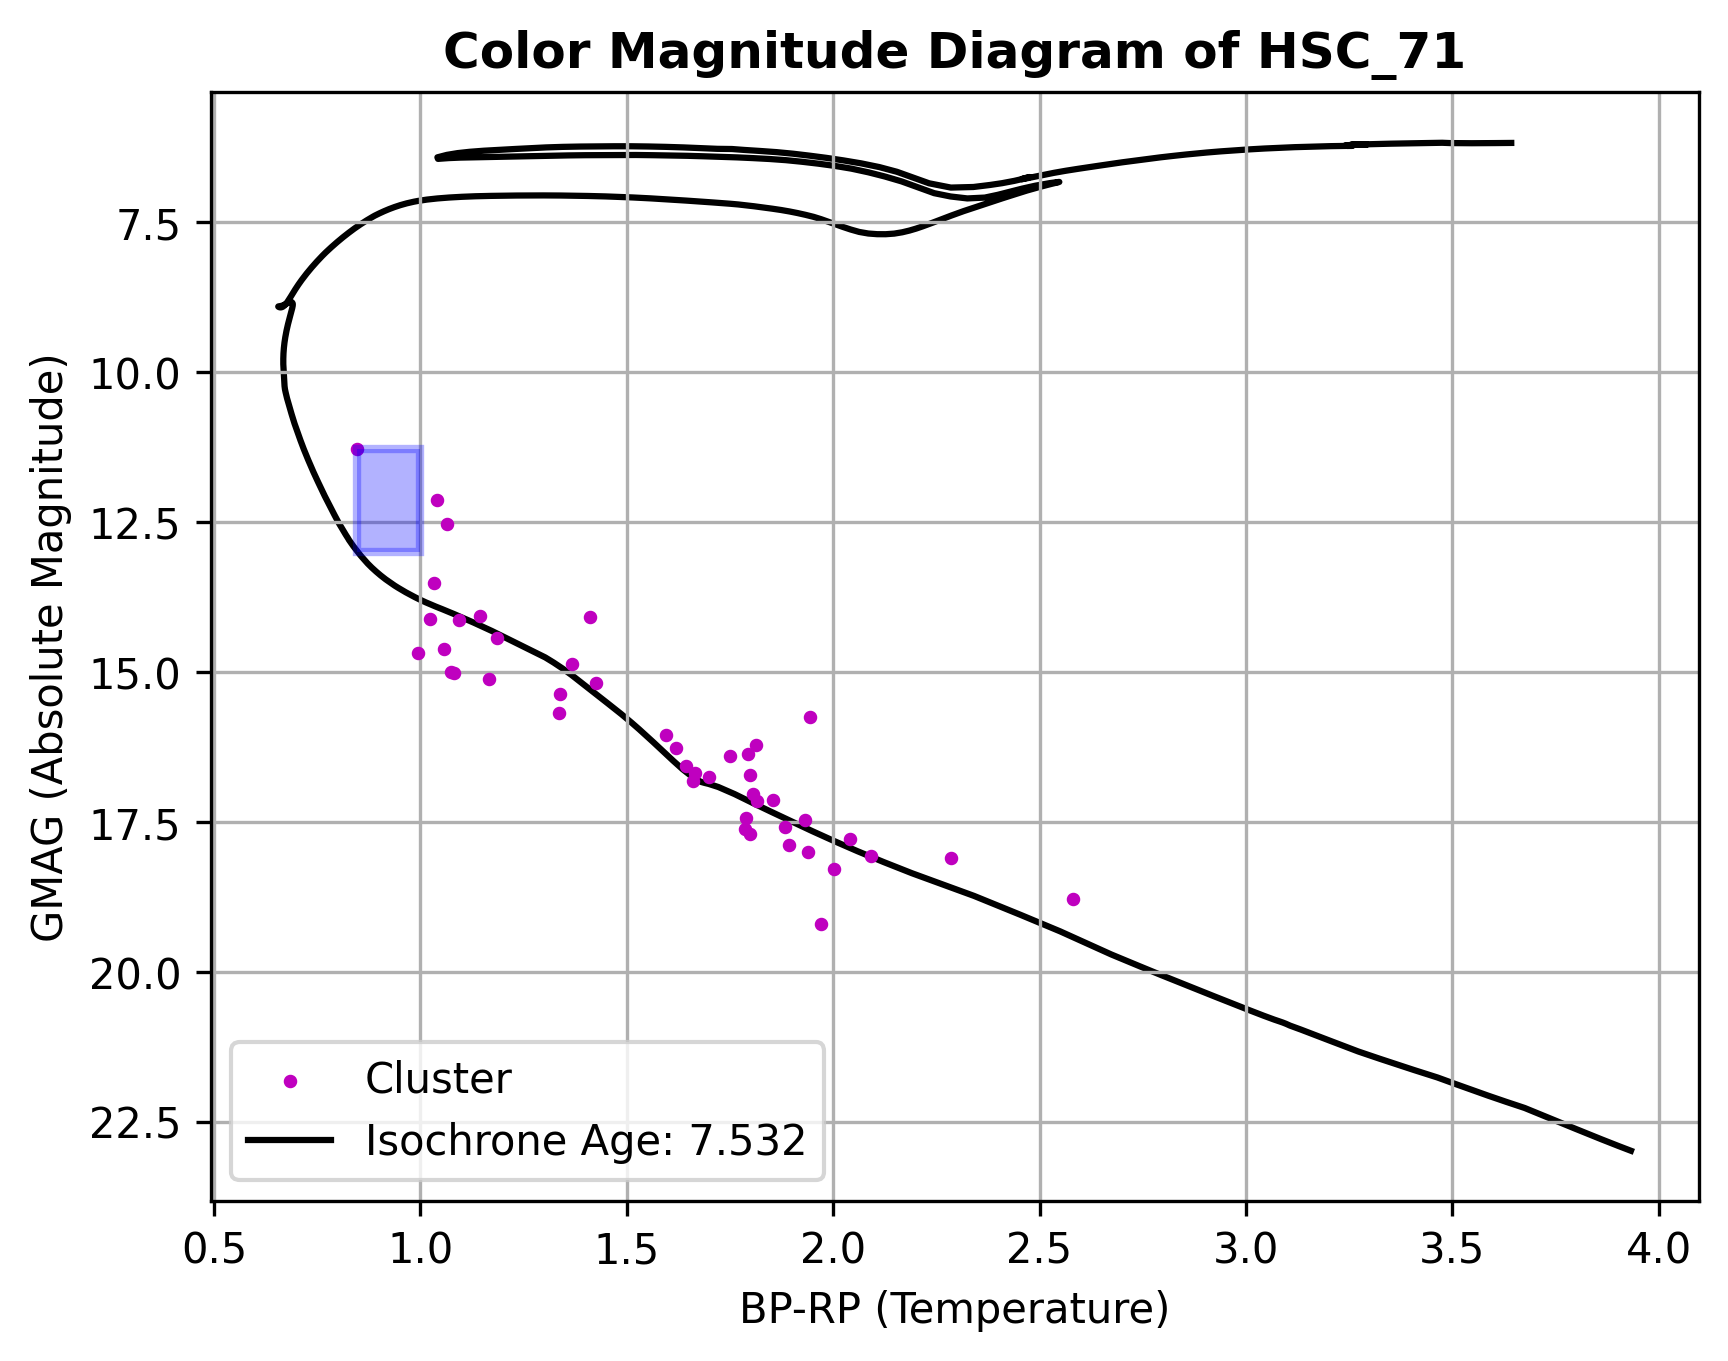 Color Magnitude Diagram of HSC_71
GMAG (Absolute Magnitude)
7.5
10.0
12.5
15.0
17.5
20.0
22.5
Cluster
Isochrone Age: 7.532
0.5 1.0 1.5 2.0 2.5 3.0 3.5 4.0
BP-RP (Temperature)